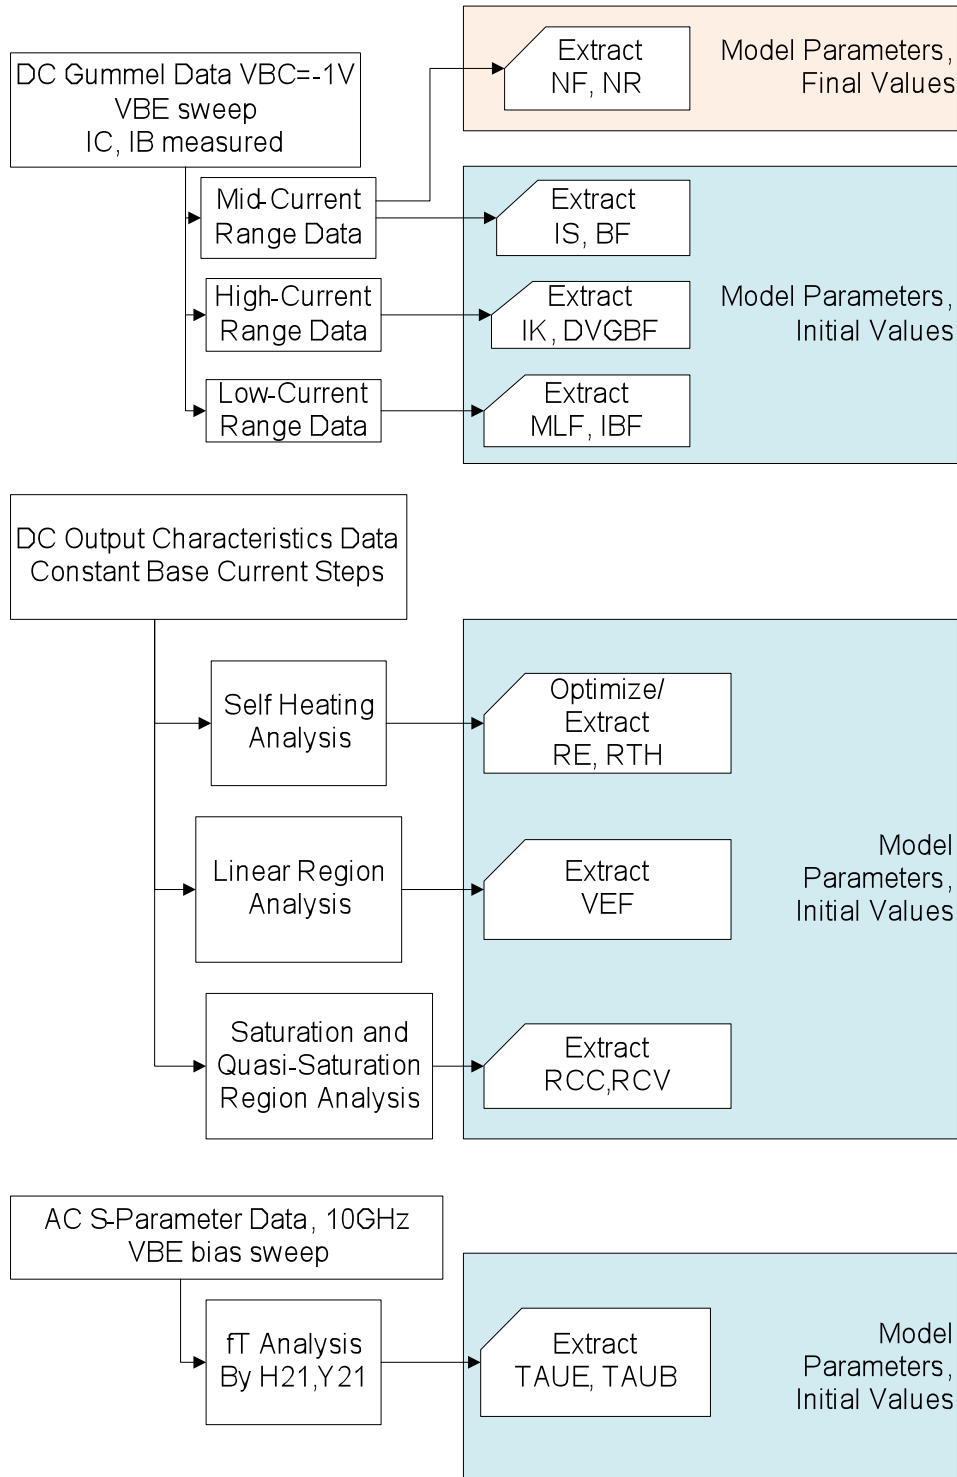 DC Gummel Data VBC=-1V
VBE sweep
IC, IB measured
Extract
NF, NR
Model Parameters,
Final Values
Mid-Current
Range Data
Extract
IS, BF
High-Current
Range Data
Extract
IK, DVGBF
Model Parameters,
Initial Values
Low-Current
Range Data
Extract
MLF, IBF
DC Output Characteristics Data
Constant Base Current Steps
Self Heating
Analysis
Optimize/
Extract
RE, RTH
Linear Region
Analysis
Extract
VEF
Model
Parameters,
Initial Values
Saturation and
Quasi-Saturation
Region Analysis
Extract
RCC,RCV
AC S-Parameter Data, 10GHz
VBE bias sweep
fT Analysis
By H21,Y21
Extract
TAUE, TAUB
Model
Parameters,
Initial Values